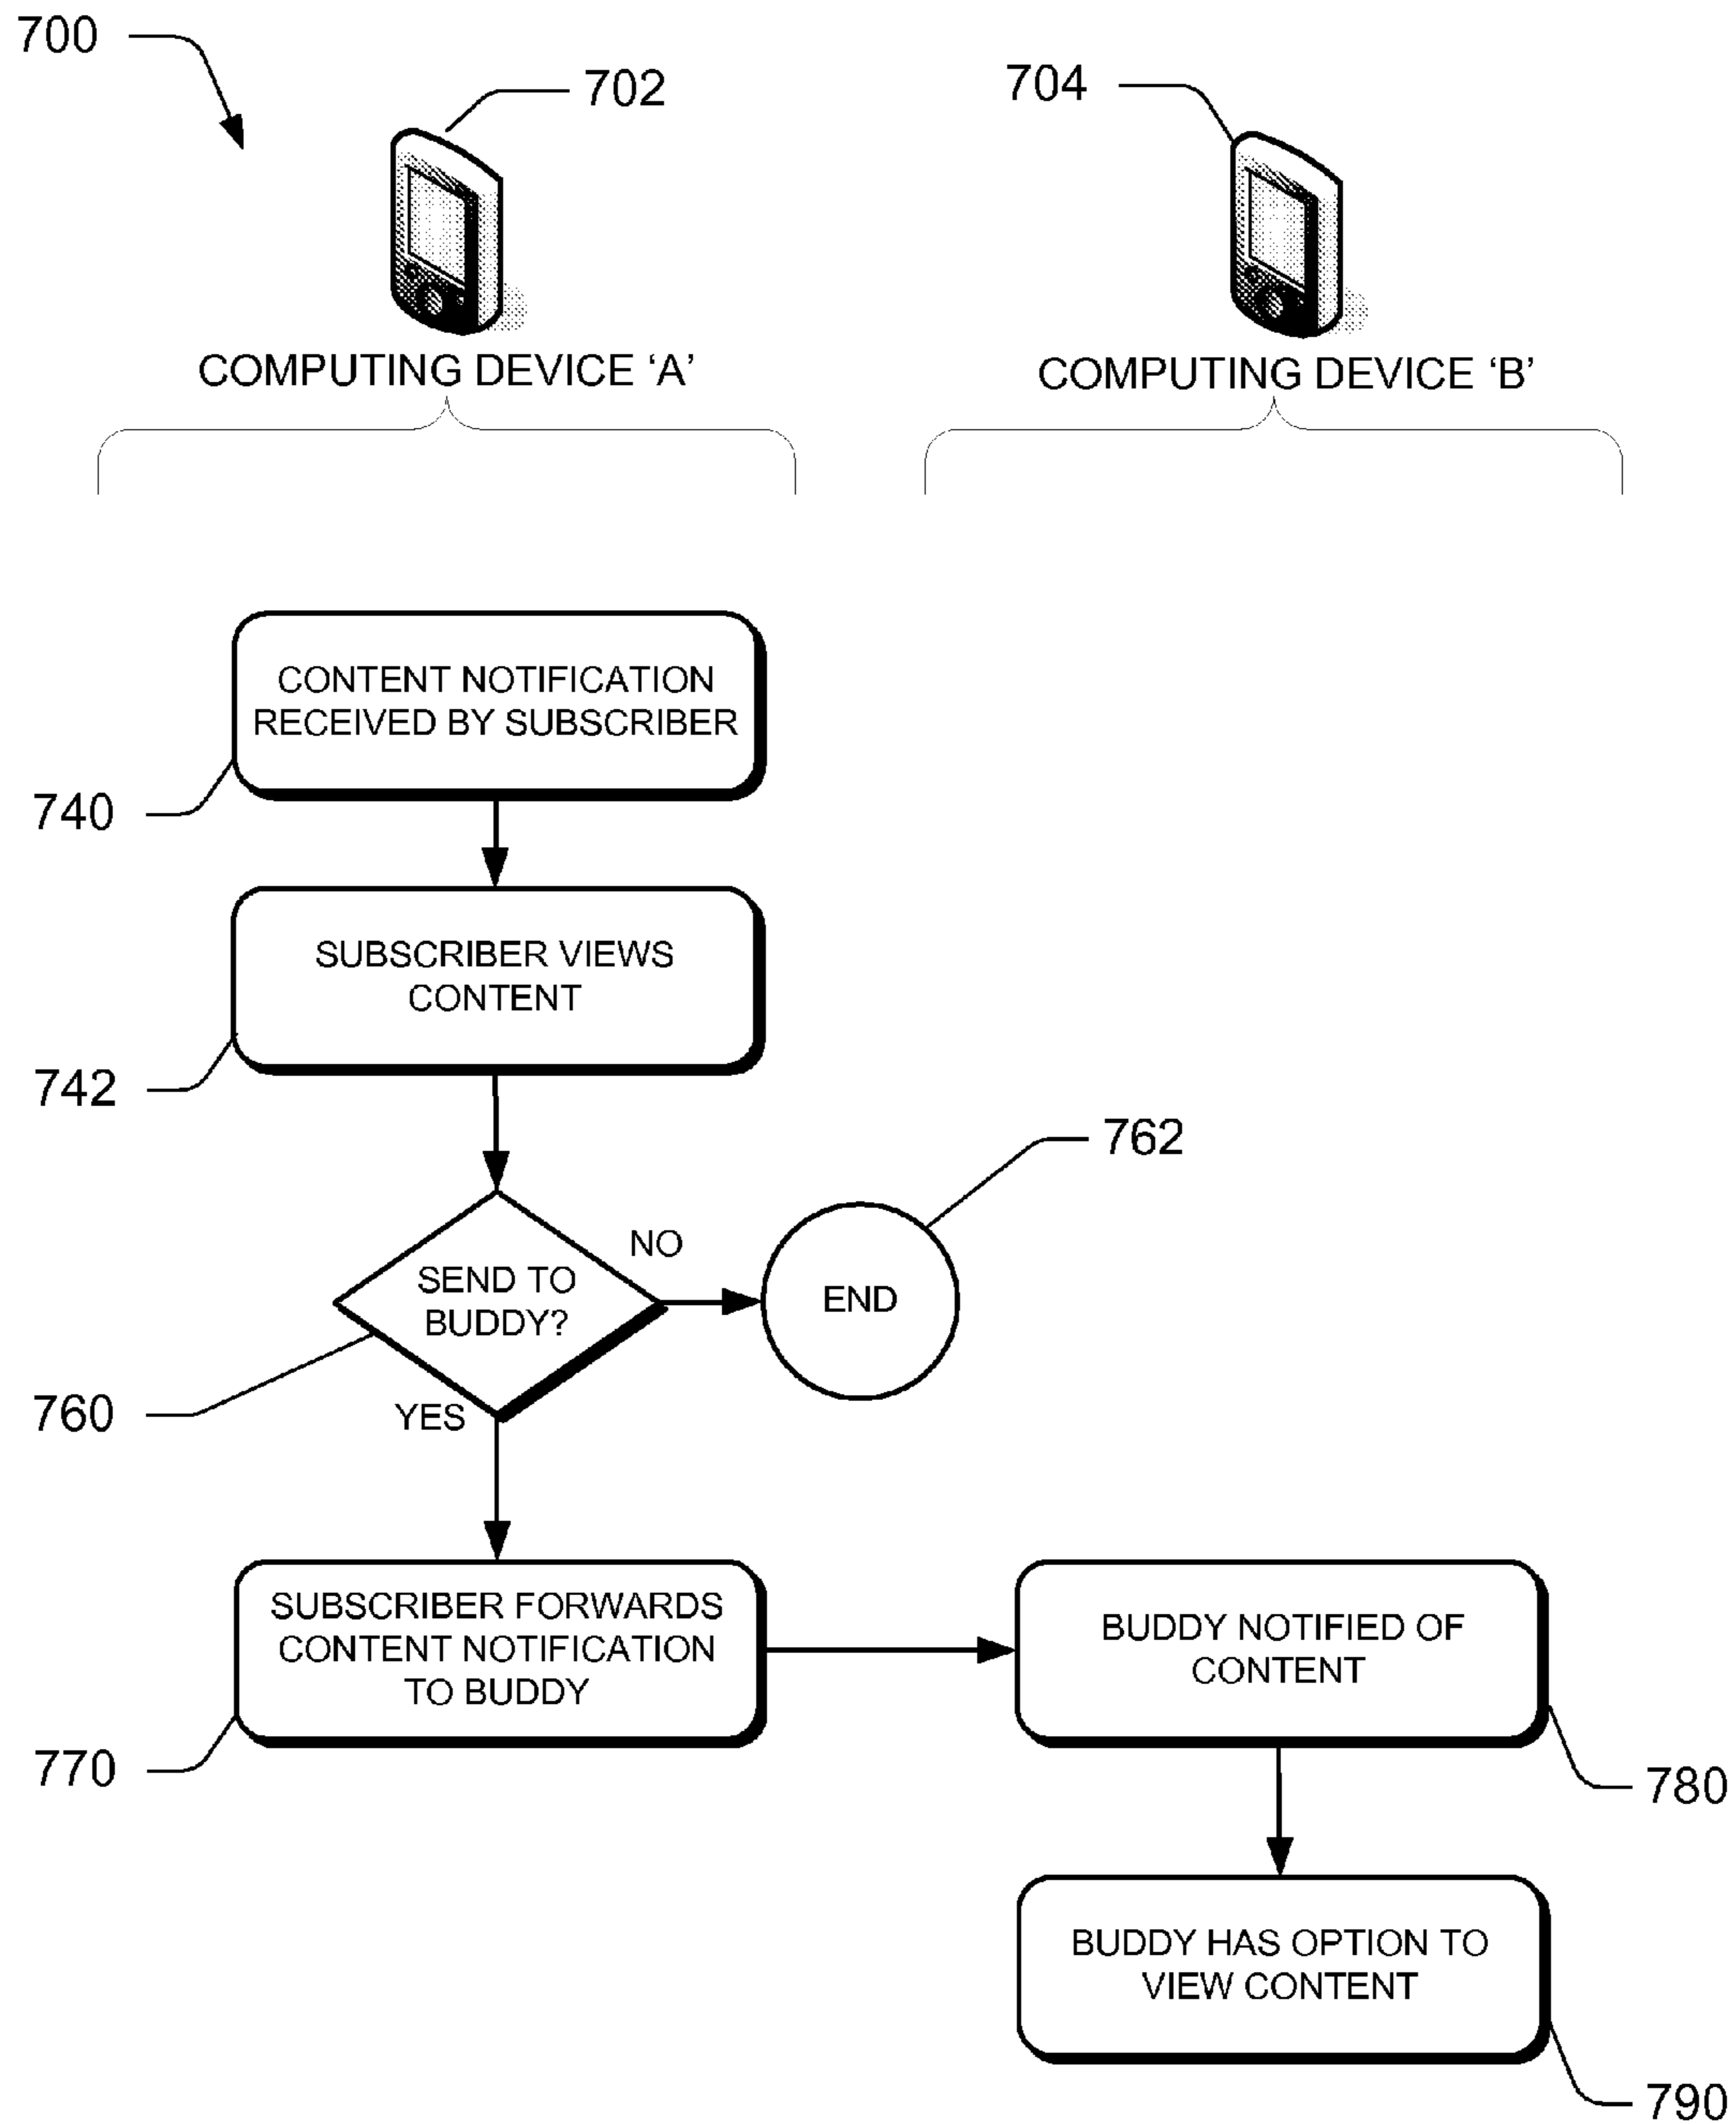 700
702
704
COMPUTING DEVICE ‘A’
COMPUTING DEVICE ‘B’
CONTENT NOTIFICATION
RECEIVED BY SUBSCRIBER
740
SUBSCRIBER VIEWS
CONTENT
742
762
NO
SEND TO
BUDDY?
END
760
YES
SUBSCRIBER FORWARDS
CONTENT NOTIFICATION
TO BUDDY
BUDDY NOTIFIED OF
CONTENT
770
780
BUDDY HAS OPTION TO
VIEW CONTENT
790